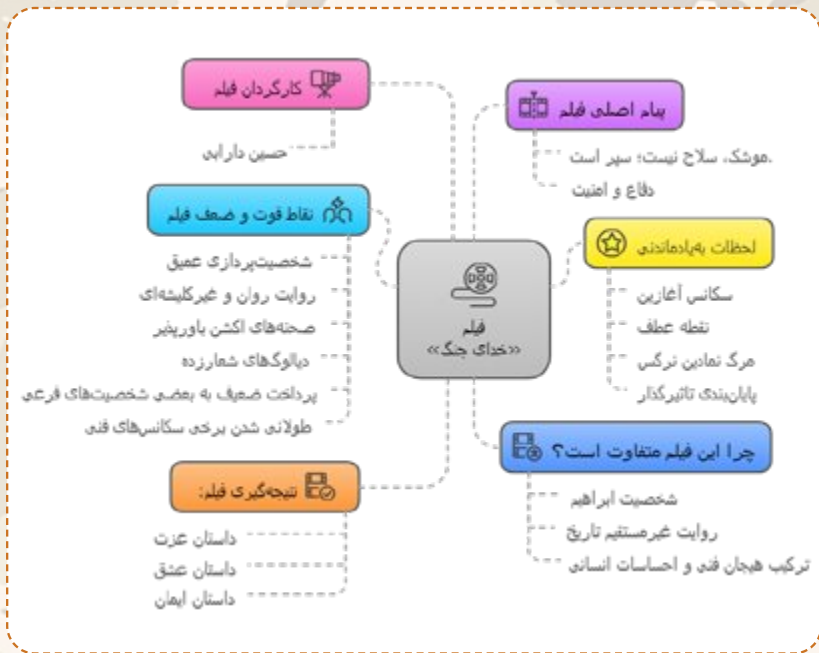 فیلم
«خدای جنگ»
پیام اصلی فیلم
موشک، سلاح نیست؛ سپر است.
دفاع و امنیت
لحظات به‌یادماندنی
سکانس آغازین
نقطه عطف
مرگ نمادین نرگس
پایان‌بندی تاثیرگذار
چرا این فیلم متفاوت است؟
شخصیت ابراهیم
روایت غیرمستقیم تاریخ
ترکیب هیجان فنی و احساسات انسانی
کارگردان فیلم
حسین دارابی
نقاط قوت و ضعف فیلم
شخصیت‌پردازی عمیق
روایت روان و غیرکلیشه‌ای
صحنه‌های اکشن باورپذیر
دیالوگ‌های شعارزده
پرداخت ضعیف به بعضی شخصیت‌های فرعی
طولانی شدن برخی سکانس‌های فنی
نتیجه‌گیری فیلم:
داستان عزت
داستان عشق
داستان ایمان